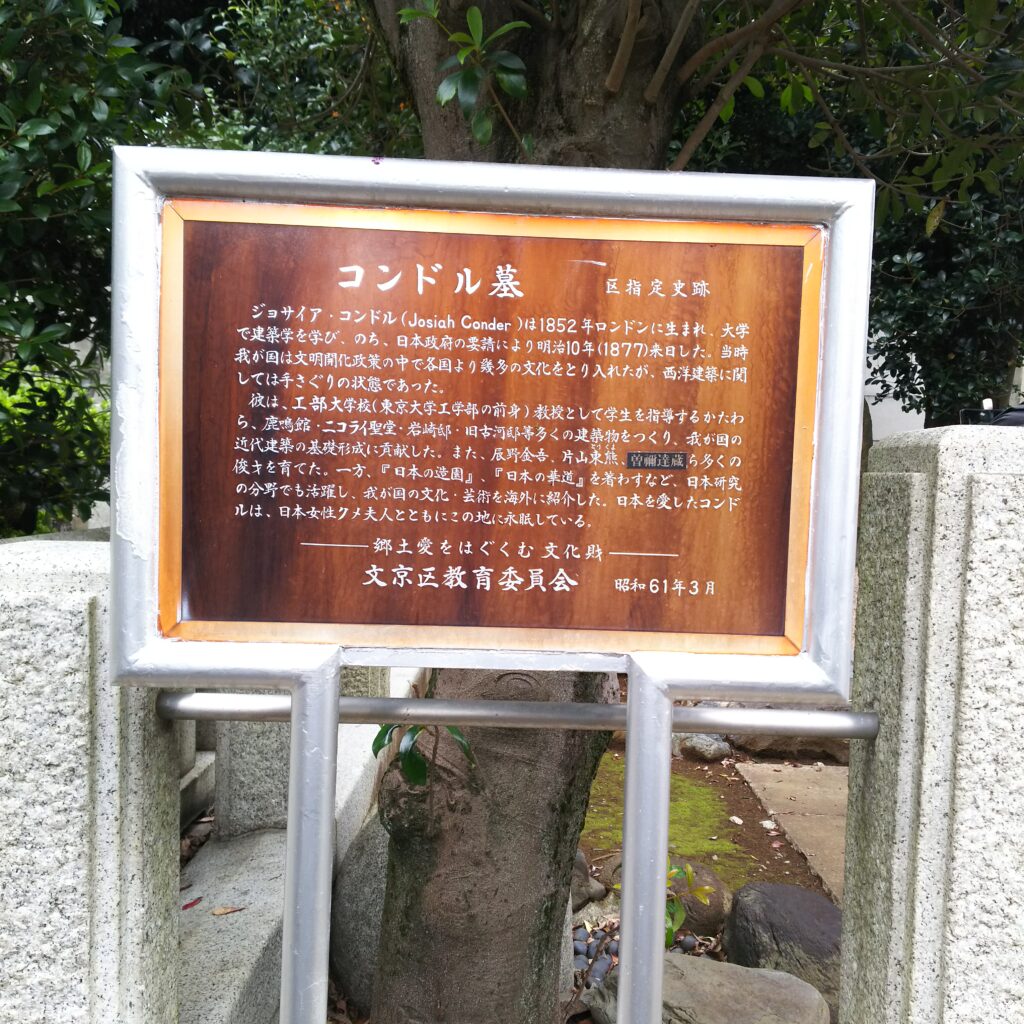 コンドル墓 区指定史跡
ジョサイア・コンドル(Josiah Conder)は1852年ロンドンに生まれ、大学
で建築学を学び、のち、日本政府の要請により明治10年(1877)来日した。当時
我が国は文明開化政策の中で各国より幾多の文化をとり入れたが、西洋建築に関
しては手さぐりの状態であった。
彼は、工部大学校(東京大学工学部の前身)教授として学生を指導するかたわ
ら、鹿鳴館・ニコライ聖堂・岩崎邸・旧古河邸等多くの建築物をつくり、我が国の
近代建築の基礎形成に貢献した。また、辰野金吾、片山東熊、曽禰達蔵ら多くの
俊才を育てた。一方、『日本の造園』、『日本の華道』を著わすなど、日本研究
の分野でも活躍し、我が国の文化・芸術を海外に紹介した。日本を愛したコンド
ルは、日本女性クメ夫人とともにこの地に永眠している。
郷土愛をはぐくむ文化財
文京区教育委員会 昭和61年3月